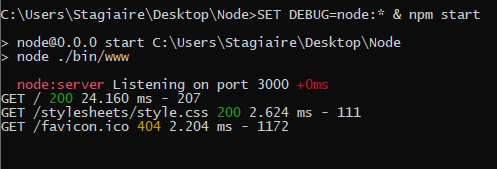 C:\Users\Stagiaire\Desktop\Node>SET DEBUG=node:* & npm start
> node@0.0.0 start C:\Users\Stagiaire\Desktop\Node
> node ./bin/www
node:server Listening on port 3000 +0ms
GET / 200 24.160 ms - 207
GET /stylesheets/style.css 200 2.624 ms - 111
GET /favicon.ico 404 2.204 ms - 1172